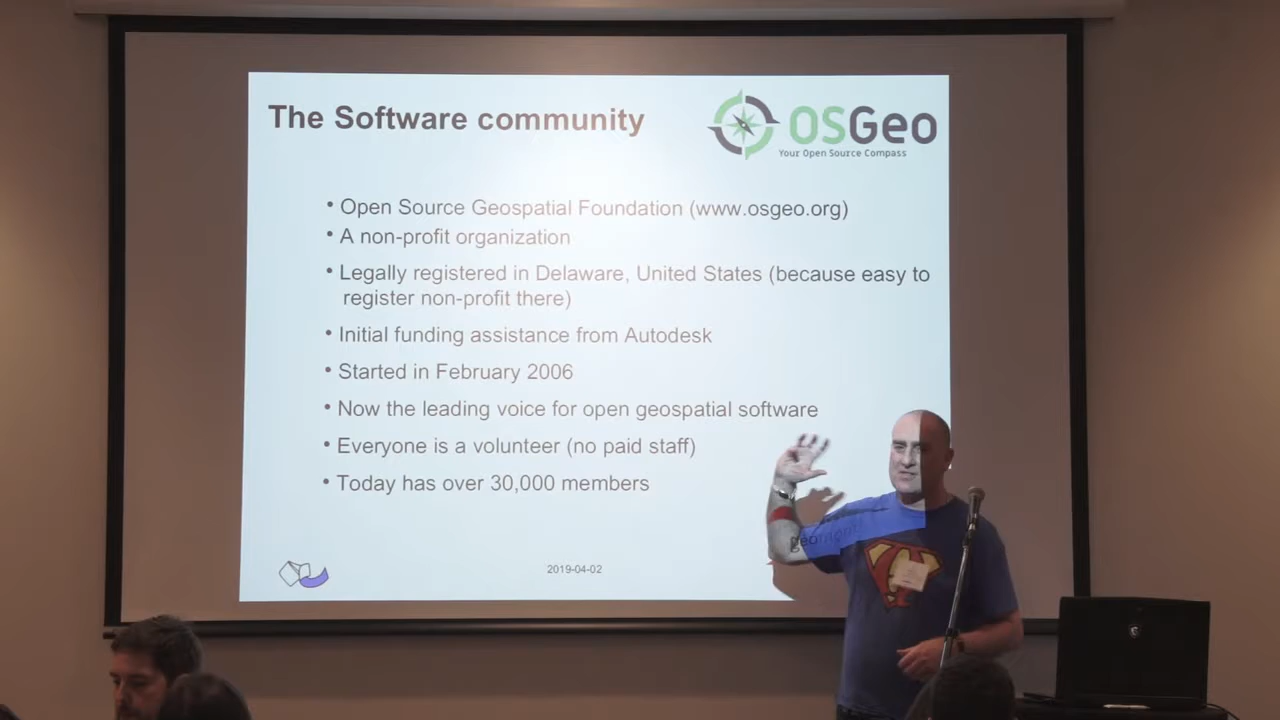 The Software community
OSGeo
Your Open Source Compass
• Open Source Geospatial Foundation (www.osgeo.org)
• A non-profit organization
• Legally registered in Delaware, United States (because easy to
register non-profit there)
• Initial funding assistance from Autodesk
• Started in February 2006
• Now the leading voice for open geospatial software
• Everyone is a volunteer (no paid staff)
• Today has over 30,000 members
2019-04-02